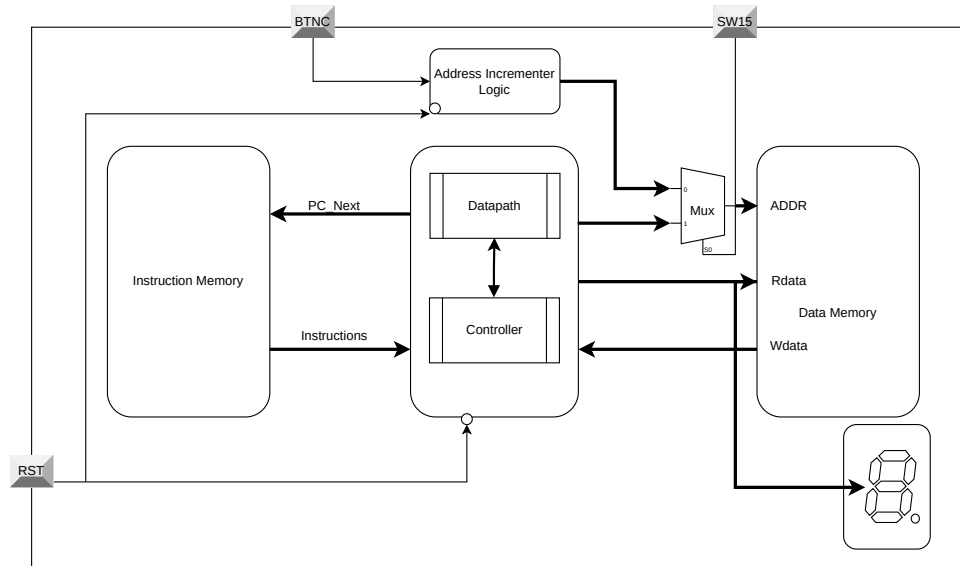 BTNC
SW15
Address Incrementer
Logic
PC_Next
Datapath
0
Mux
1
S0
ADDR
Instruction Memory
Rdata
Data Memory
Instructions
Controller
Wdata
RST